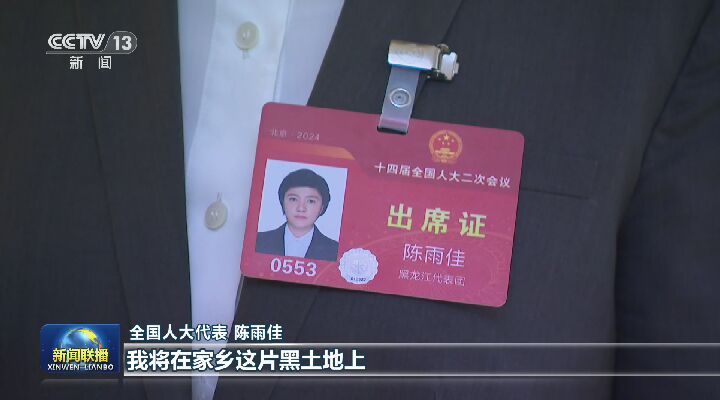 CCTV 13
新闻
北京·2024
十四届全国人大二次会议
出席证
陈雨佳
黑龙江代表团
0553
全国人大代表 陈雨佳
新闻联播
XINWEN-LIANBO
我将在家乡这片黑土地上